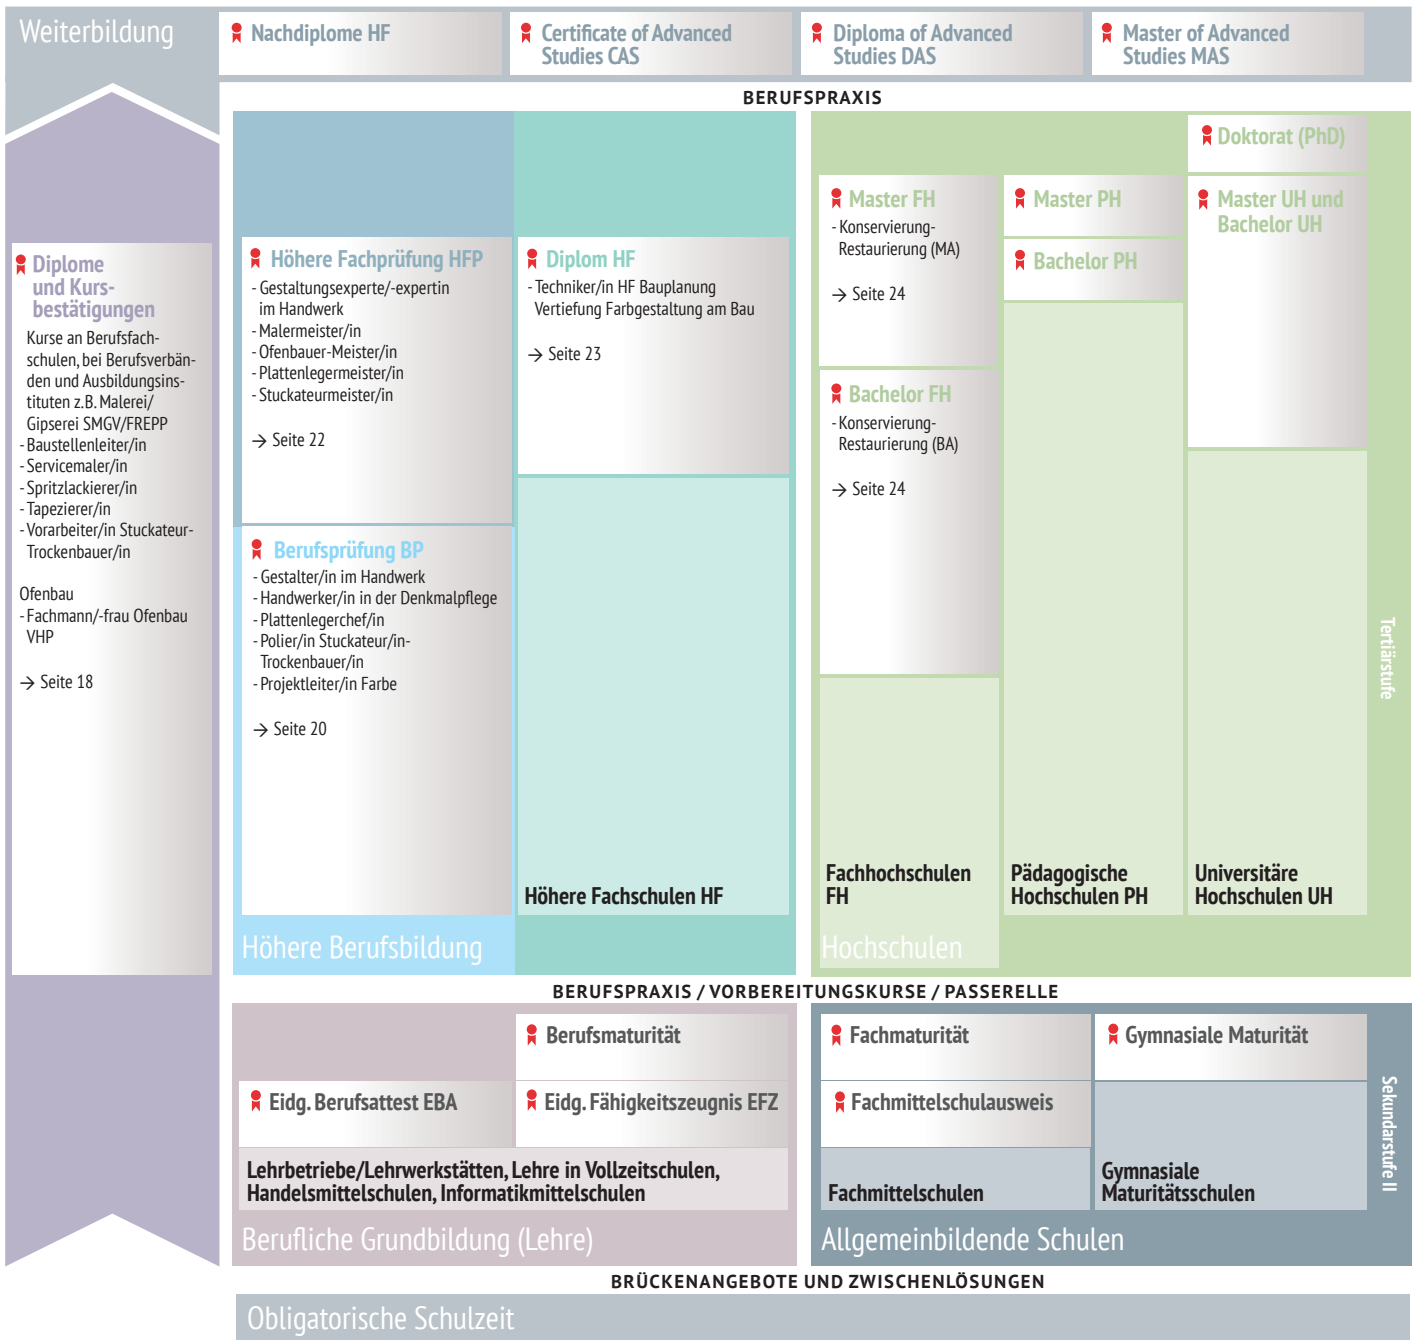 Weiterbildung
Nachdiplome HF
Certificate of Advanced
Studies CAS
Diploma of Advanced
Studies DAS
Master of Advanced
Studies MAS
BERUFSPRAXIS
Diplome
und Kurs-
bestätigungen
Kurse an Berufsfach-
schulen, bei Berufsverbän-
den und Ausbildungsins-
tituten z.B. Malerei/
Gipserei SMGV/FREPP
- Baustellenleiter/in
- Servicemaler/in
- Spritzlackierer/in
- Tapezierer/in
- Vorarbeiter/in Stuckateur-
Trockenbauer/in
Ofenbau
- Fachmann/-frau Ofenbau
VHP
→ Seite 18
Höhere Fachprüfung HFP
- Gestaltungsexperte/-expertin
im Handwerk
- Malermeister/in
- Ofenbauer-Meister/in
- Plattenlegermeister/in
- Stuckateurmeister/in
→ Seite 22
Berufsprüfung BP
- Gestalter/in im Handwerk
- Handwerker/in in der Denkmalpflege
- Plattenlegerchef/in
- Polier/in Stuckateur/in-
Trockenbauer/in
- Projektleiter/in Farbe
→ Seite 20
Diplom HF
- Techniker/in HF Bauplanung
Vertiefung Farbgestaltung am Bau
→ Seite 23
Höhere Fachschulen HF
Höhere Berufsbildung
Master FH
- Konservierung-
Restaurierung (MA)
→ Seite 24
Bachelor FH
- Konservierung-
Restaurierung (BA)
→ Seite 24
Fachhochschulen
FH
Master PH
Bachelor PH
Pädagogische
Hochschulen PH
Doktorat (PhD)
Master UH und
Bachelor UH
Universitäre
Hochschulen UH
Hochschulen
Tertiärstufe
BERUFSPRAXIS / VORBEREITUNGSKURSE / PASSERELLE
Berufsmaturität
Eidg. Berufsattest EBA
Eidg. Fähigkeitszeugnis EFZ
Lehrbetriebe/Lehrwerkstätten, Lehre in Vollzeitschulen,
Handelsmittelschulen, Informatikmittelschulen
Berufliche Grundbildung (Lehre)
Fachmaturität
Fachmittelschulausweis
Fachmittelschulen
Gymnasiale Maturität
Gymnasiale
Maturitätsschulen
Allgemeinbildende Schulen
Sekundarstufe II
BRÜCKENANGEBOTE UND ZWISCHENLÖSUNGEN
Obligatorische Schulzeit